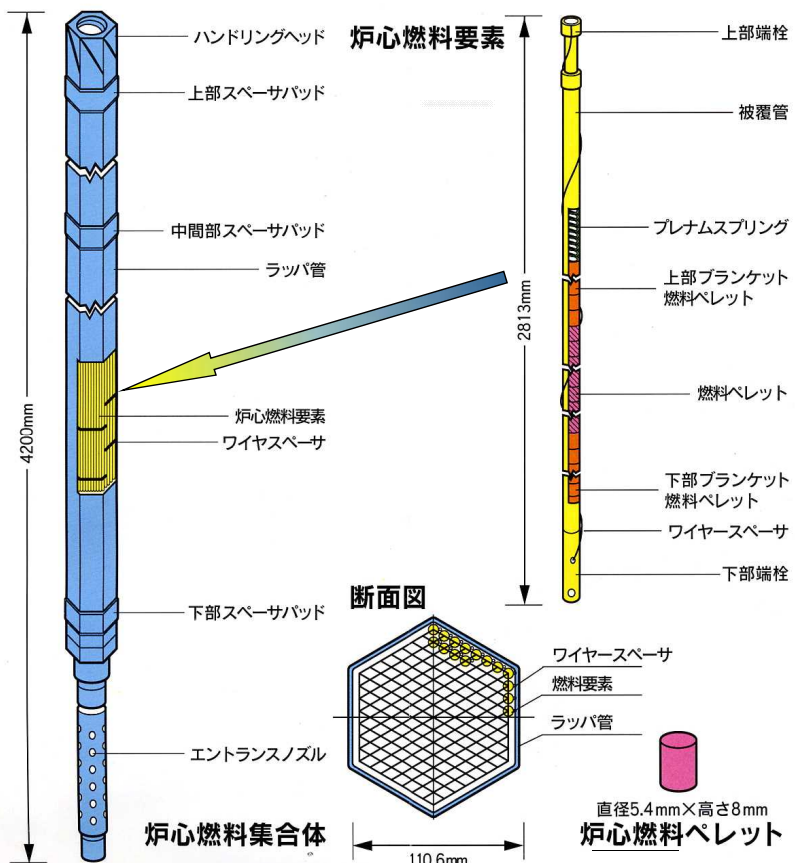 ハンドリングヘッド
上部スペーサパッド
中間部スペーサパッド
ラッパ管
炉心燃料要素
ワイヤスペーサ
下部スペーサパッド
エントランスノズル
4200mm
炉心燃料集合体
炉心燃料要素
上部端栓
被覆管
プレナムスプリング
上部ブランケット
燃料ペレット
燃料ペレット
下部ブランケット
燃料ペレット
ワイヤースペーサ
下部端栓
2813mm
断面図
ワイヤースペーサ
燃料要素
ラッパ管
110.6mm
直径5.4mm×高さ8mm
炉心燃料ペレット